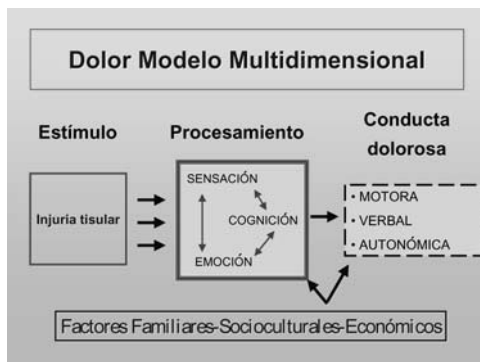 Dolor Modelo Multidimensional
Estímulo
Procesamiento
Conducta
dolorosa
Injuria tisular
SENSACIÓN
COGNICIÓN
EMOCIÓN
• MOTORA
• VERBAL
• AUTONÓMICA
Factores Familiares-Socioculturales-Económicos